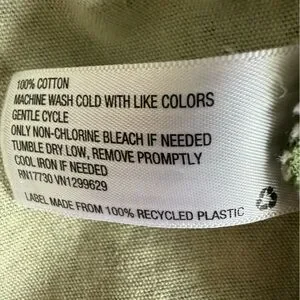 100% COTTON
MACHINE WASH COLD WITH LIKE COLORS
GENTLE CYCLE
ONLY NON-CHLORINE BLEACH IF NEEDED
TUMBLE DRY LOW, REMOVE PROMPTLY
COOL IRON IF NEEDED
RN17730 VN1299629
LABEL MADE FROM 100% RECYCLED PLASTIC